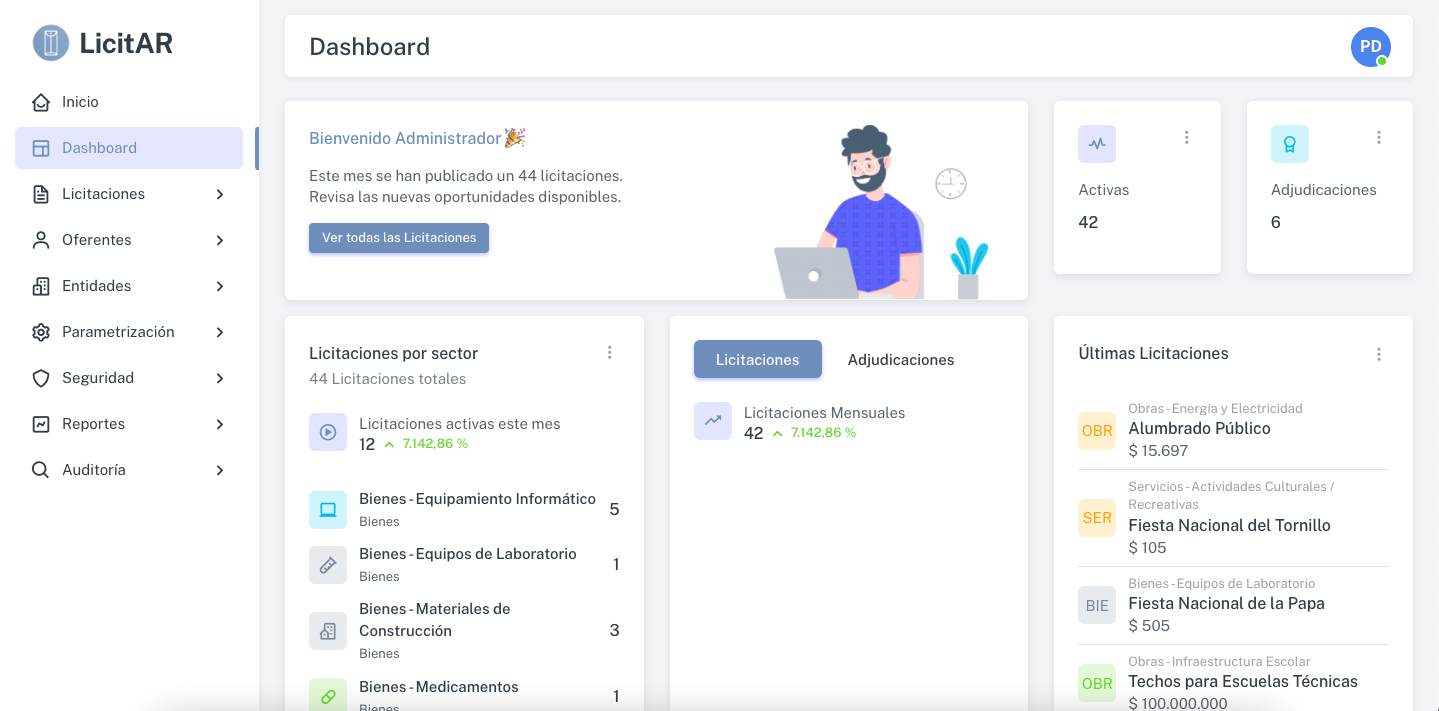 LicitAR
Inicio
Dashboard
Licitaciones
Oferentes
Entidades
Parametrización
Seguridad
Reportes
Auditoría
Dashboard
PD
Bienvenido Administrador
Este mes se han publicado un 44 licitaciones.
Revisa las nuevas oportunidades disponibles.
Ver todas las Licitaciones
Activas
42
Adjudicaciones
6
Licitaciones por sector
44 Licitaciones totales
Licitaciones activas este mes
12 7.142,86 %
Bienes - Equipamiento Informático
Bienes
5
Bienes - Equipos de Laboratorio
Bienes
1
Bienes - Materiales de
Construcción
Bienes
3
Bienes - Medicamentos
Bienes
1
Licitaciones
Adjudicaciones
Licitaciones Mensuales
42 7.142,86 %
Últimas Licitaciones
OBR
Obras - Energía y Electricidad
Alumbrado Público
$ 15.697
SER
Servicios - Actividades Culturales /
Recreativas
Fiesta Nacional del Tornillo
$ 105
BIE
Bienes - Equipos de Laboratorio
Fiesta Nacional de la Papa
$ 505
OBR
Obras - Infraestructura Escolar
Techos para Escuelas Técnicas
$ 100.000.000